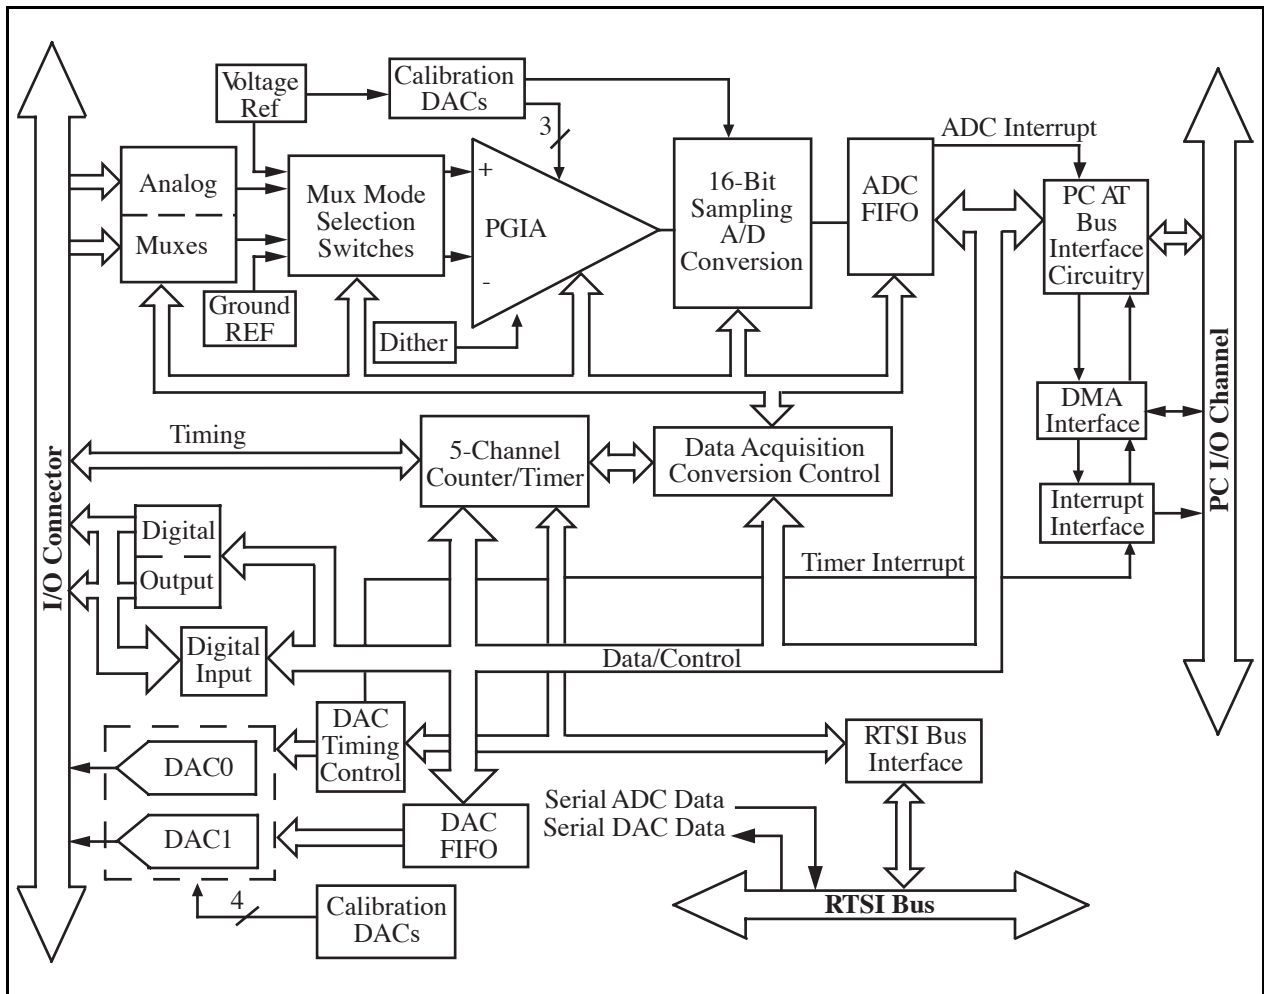 Voltage
Ref
Calibration
DACs
3
ADC Interrupt
Analog
Muxes
Mux Mode
Selection
Switches
+
PGIA
-
16-Bit
Sampling
A/D
Conversion
ADC
FIFO
PC AT
Bus
Interface
Circuitry
Ground
REF
Dither
DMA
Interface
PC I/O Channel
Timing
5-Channel
Counter/Timer
Data Acquisition
Conversion Control
Interrupt
Interface
I/O Connector
Digital
Output
Timer Interrupt
Digital
Input
Data/Control
DAC
Timing
Control
RTSI Bus
Interface
DAC0
DAC1
DAC
FIFO
Serial ADC Data
Serial DAC Data
4
Calibration
DACs
RTSI Bus